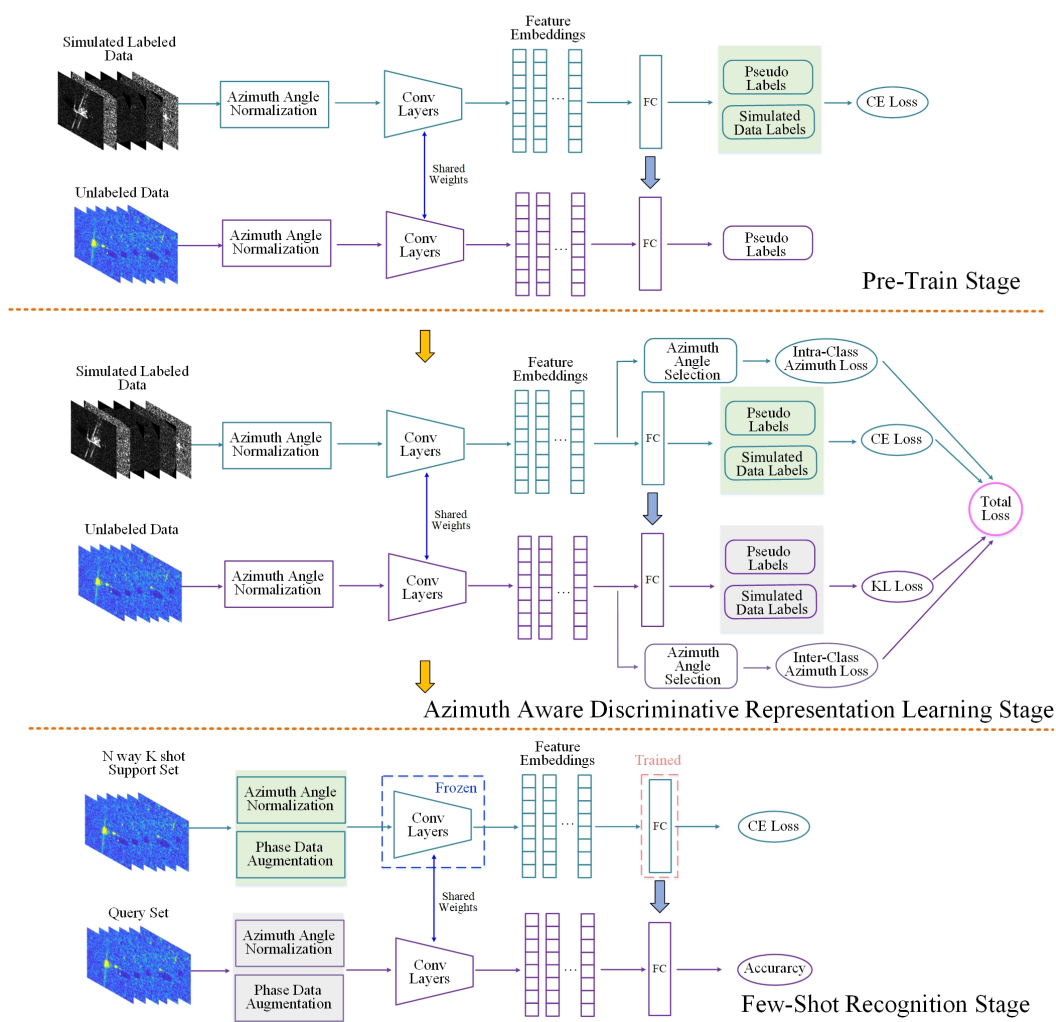 Simulated Labeled
Data
Azimuth Angle
Normalization
Conv
Layers
Feature
Embeddings
...
FC
Pseudo
Labels
Simulated
Data Labels
CE Loss
Shared
Weights
Unlabeled Data
Azimuth Angle
Normalization
Conv
Layers
...
FC
Pseudo
Labels
Pre-Train Stage
Simulated Labeled
Data
Azimuth Angle
Normalization
Conv
Layers
Feature
Embeddings
...
Azimuth
Angle
Selection
Intra-Class
Azimuth Loss
FC
Pseudo
Labels
Simulated
Data Labels
CE Loss
Total
Loss
Shared
Weights
Unlabeled Data
Azimuth Angle
Normalization
Conv
Layers
...
FC
Pseudo
Labels
Simulated
Data Labels
KL Loss
Azimuth
Angle
Selection
Inter-Class
Azimuth Loss
Azimuth Aware Discriminative Representation Learning Stage
N way K shot
Support Set
Azimuth Angle
Normalization
Phase Data
Augmentation
Frozen
Conv
Layers
Feature
Embeddings
...
Trained
FC
CE Loss
Shared
Weights
Query Set
Azimuth Angle
Normalization
Phase Data
Augmentation
Conv
Layers
...
FC
Accurarcy
Few-Shot Recognition Stage